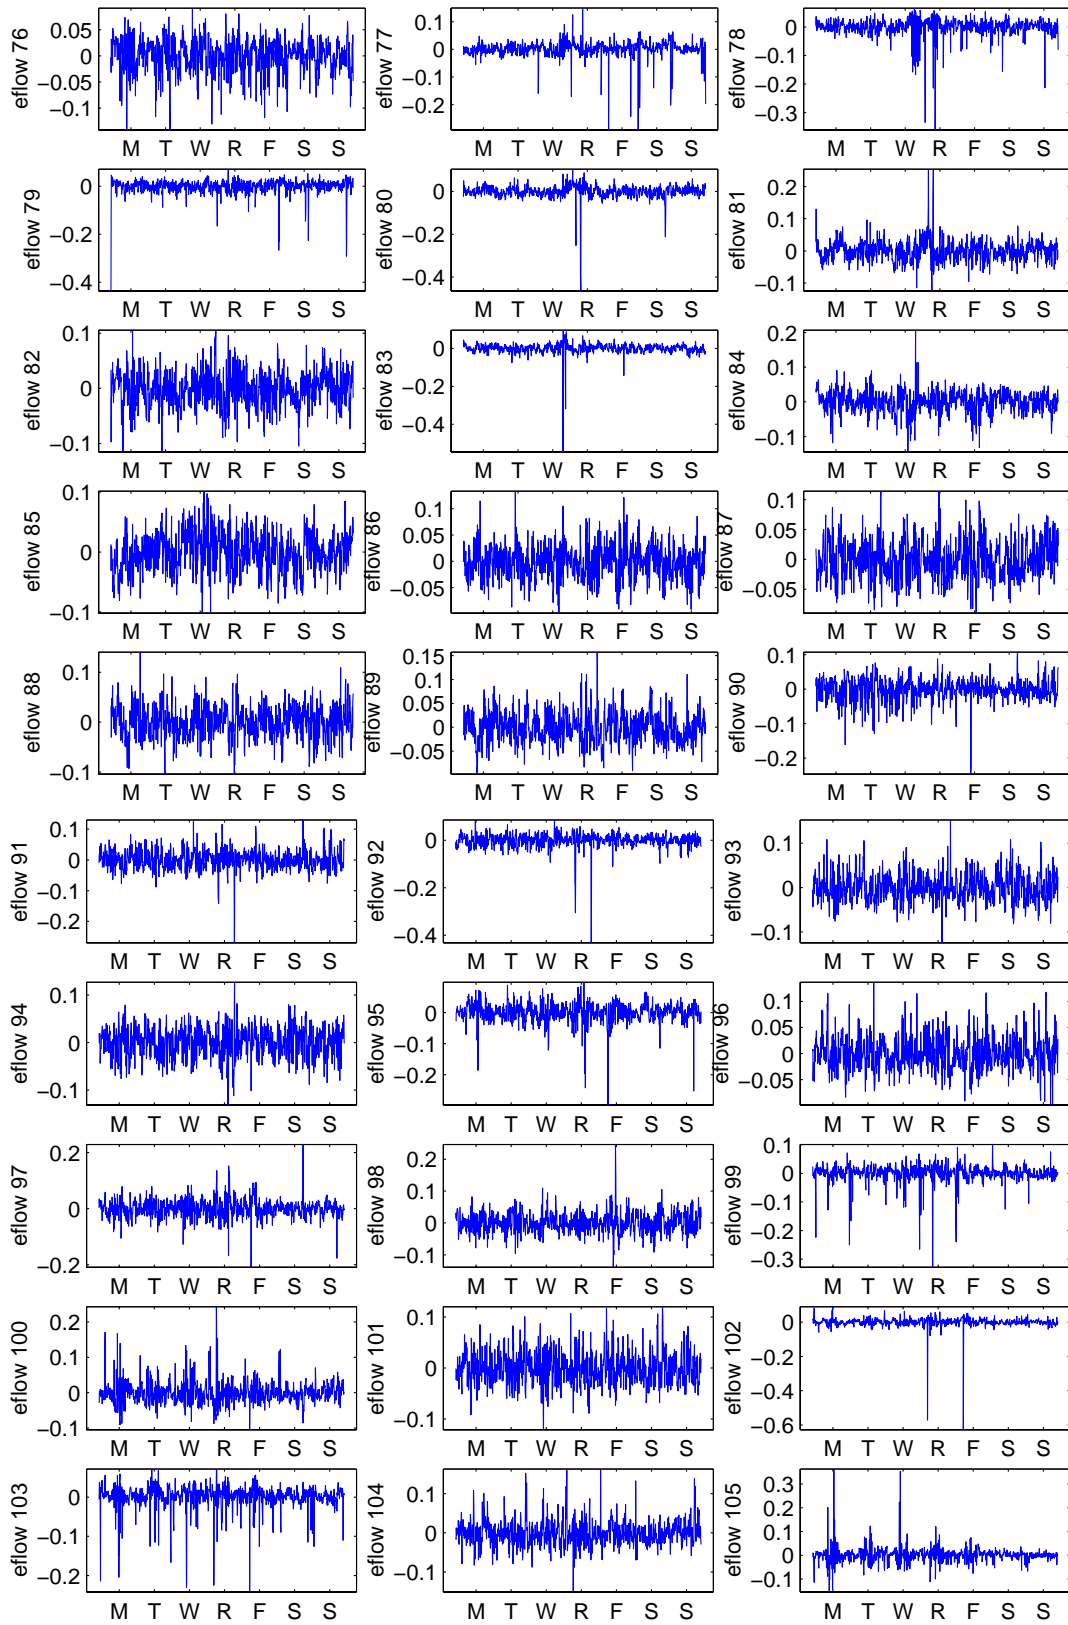 eflow 76
0.05
0
−0.05
−0.1
M T W R F S S
eflow 77
0.1
0
−0.1
−0.2
M T W R F S S
eflow 78
0
−0.1
−0.2
−0.3
M T W R F S S
eflow 79
0
−0.2
−0.4
M T W R F S S
eflow 80
0
−0.2
−0.4
M T W R F S S
eflow 81
0.2
0.1
0
−0.1
M T W R F S S
eflow 82
0.1
0
−0.1
M T W R F S S
eflow 83
0
−0.2
−0.4
M T W R F S S
eflow 84
0.2
0.1
0
−0.1
M T W R F S S
eflow 85
0.1
0
−0.1
M T W R F S S
eflow 86
0.1
0.05
0
−0.05
M T W R F S S
eflow 87
0.1
0.05
0
−0.05
M T W R F S S
eflow 88
0.1
0
−0.1
M T W R F S S
eflow 89
0.15
0.1
0.05
0
−0.05
M T W R F S S
eflow 90
0.1
0
−0.1
−0.2
M T W R F S S
eflow 91
0.1
0
−0.1
−0.2
M T W R F S S
eflow 92
0
−0.2
−0.4
M T W R F S S
eflow 93
0.1
0
−0.1
M T W R F S S
eflow 94
0.1
0
−0.1
M T W R F S S
eflow 95
0
−0.1
−0.2
M T W R F S S
eflow 96
0.1
0.05
0
−0.05
M T W R F S S
eflow 97
0.2
0
−0.2
M T W R F S S
eflow 98
0.2
0.1
0
−0.1
M T W R F S S
eflow 99
0.1
0
−0.1
−0.2
−0.3
M T W R F S S
eflow 100
0.2
0.1
0
−0.1
M T W R F S S
eflow 101
0.1
0
−0.1
M T W R F S S
eflow 102
0
−0.2
−0.4
−0.6
M T W R F S S
eflow 103
0
−0.1
−0.2
M T W R F S S
eflow 104
0.1
0
−0.1
M T W R F S S
eflow 105
0.3
0.2
0.1
0
−0.1
M T W R F S S